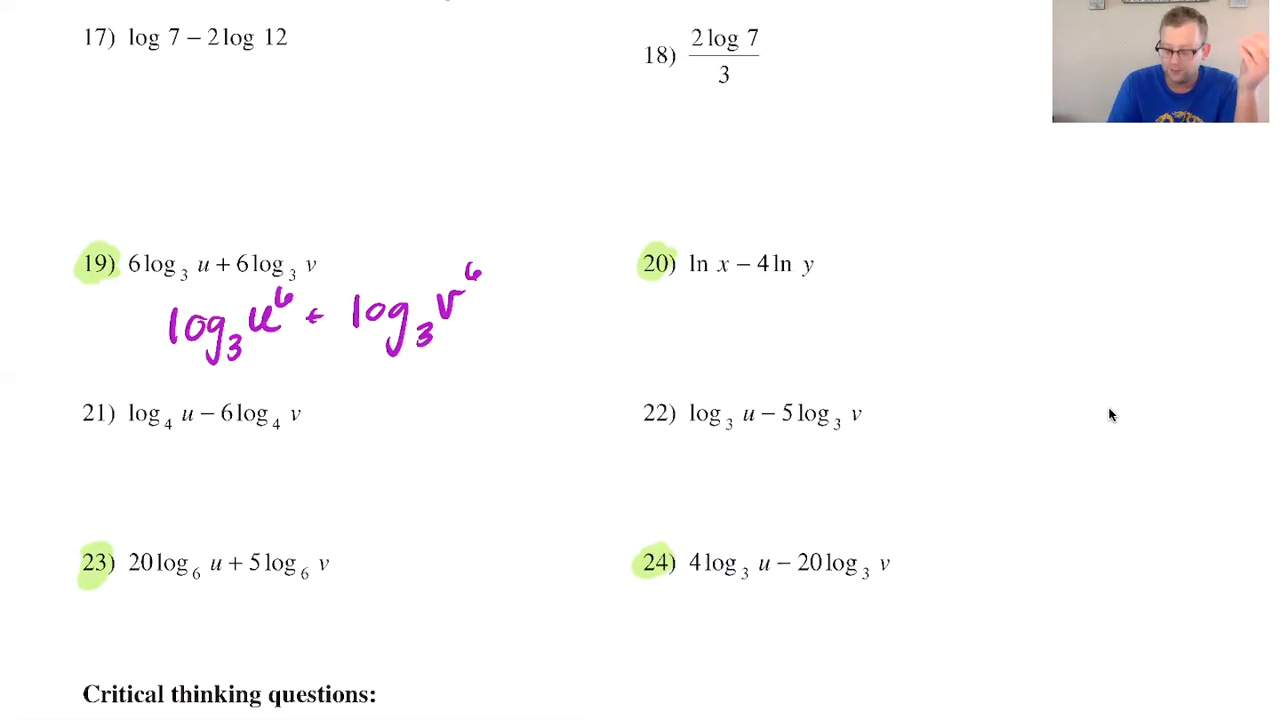 17) log 7 − 2 log 12
18) 2 log 7
3
19) 6 log₃ u + 6 log₃ v
log₃ u⁶ + log₃ v⁶
20) ln x − 4 ln y
21) log₄ u − 6 log₄ v
22) log₃ u − 5 log₃ v
23) 20 log₆ u + 5 log₆ v
24) 4 log₃ u − 20 log₃ v
Critical thinking questions: